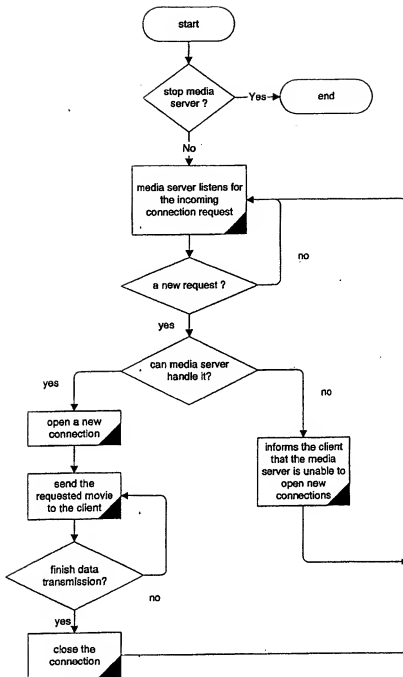 start
stop media
server ?
Yes
end
No
media server listens for
the incoming
connection request
no
a new request ?
yes
can media server
handle it?
yes
no
open a new
connection
informs the client
that the media
server is unable to
open new
connections
send the
requested movie
to the client
finish data
transmission?
no
yes
close the
connection